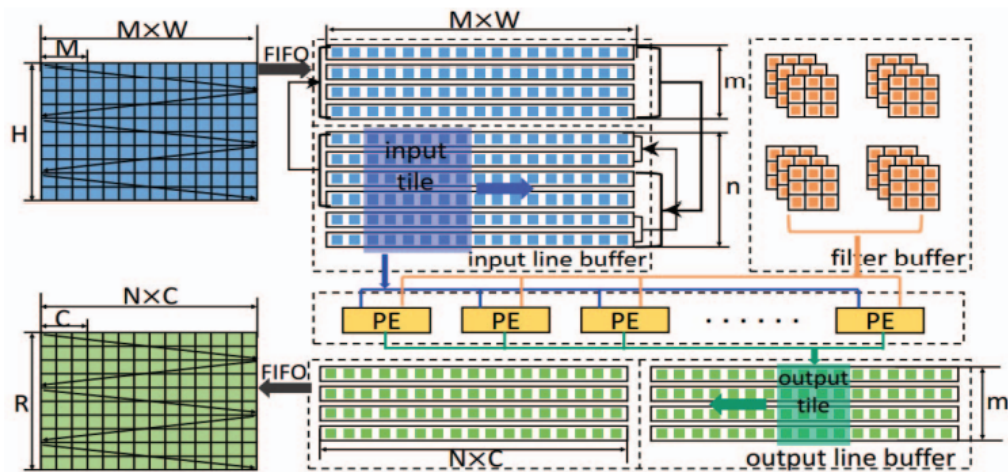 M×W
M
H
FIFO
M×W
m
input
tile
n
input line buffer
filter buffer
PE
PE
PE
......
PE
N×C
C
R
FIFO
N×C
output
tile
m
output line buffer